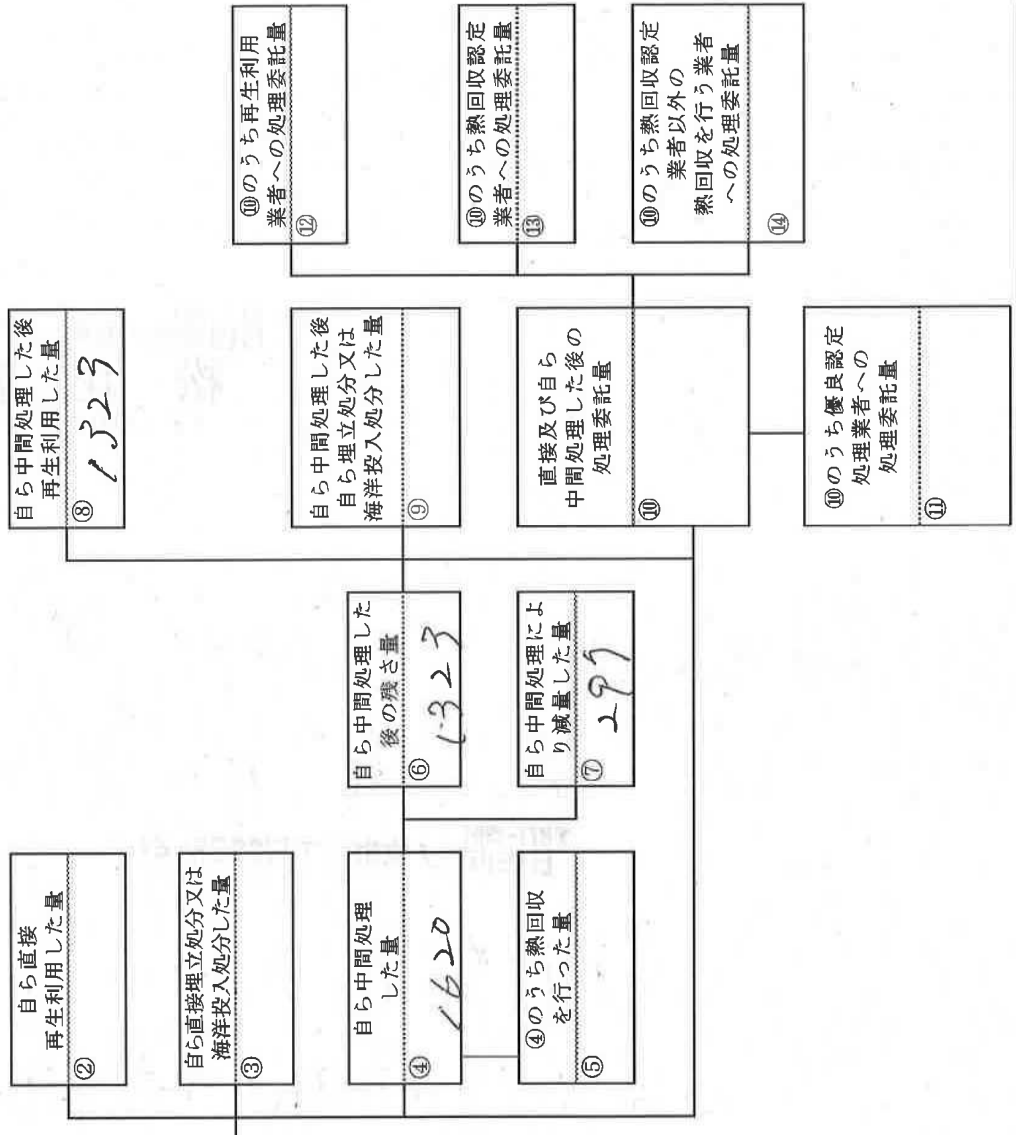 自ら直接
再生利用した量
②
自ら直接埋立処分又は
海洋投入処分した量
③
自ら中間処理
した量
④
1620
④のうち熱回収
を行った量
⑤
自ら中間処理した
後の残さ量
⑥
1323
自ら中間処理によ
り減量した量
⑦
297
自ら中間処理した後
再生利用した量
⑧
1323
自ら中間処理した後
自ら埋立処分又は
海洋投入処分した量
⑨
直接及び自ら
中間処理した後の
処理委託量
⑩
⑩のうち優良認定
処理業者への
処理委託量
⑪
⑩のうち再生利用
業者への処理委託量
⑫
⑩のうち熱回収認定
業者への処理委託量
⑬
⑩のうち熱回収認定
業者以外の
熱回収を行う業者
への処理委託量
⑭